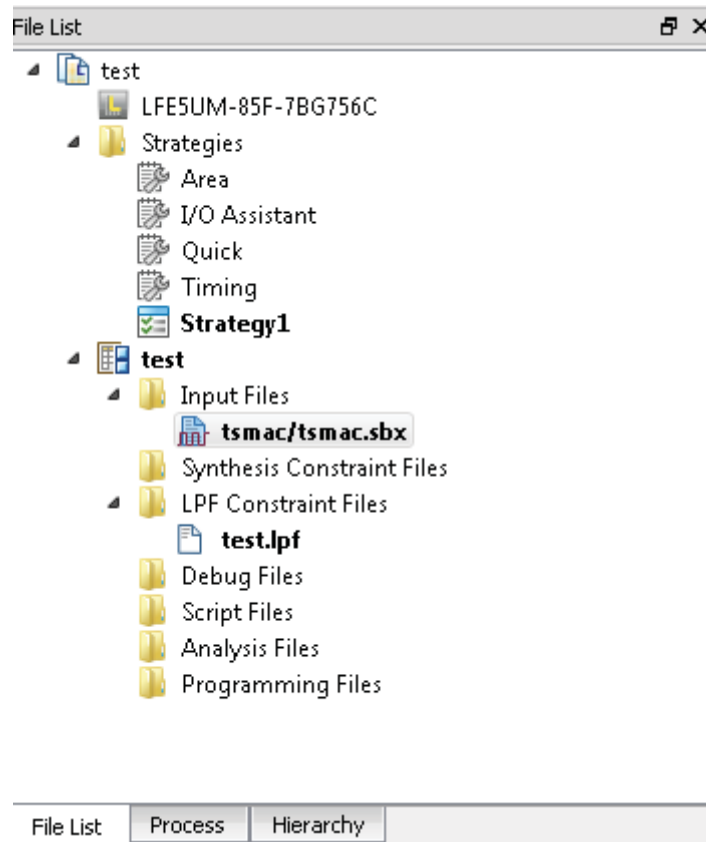 File List
test
LFE5UM-85F-7BG756C
Strategies
Area
I/O Assistant
Quick
Timing
Strategy1
test
Input Files
tsmac/tsmac.sbx
Synthesis Constraint Files
LPF Constraint Files
test.lpf
Debug Files
Script Files
Analysis Files
Programming Files
File List Process Hierarchy